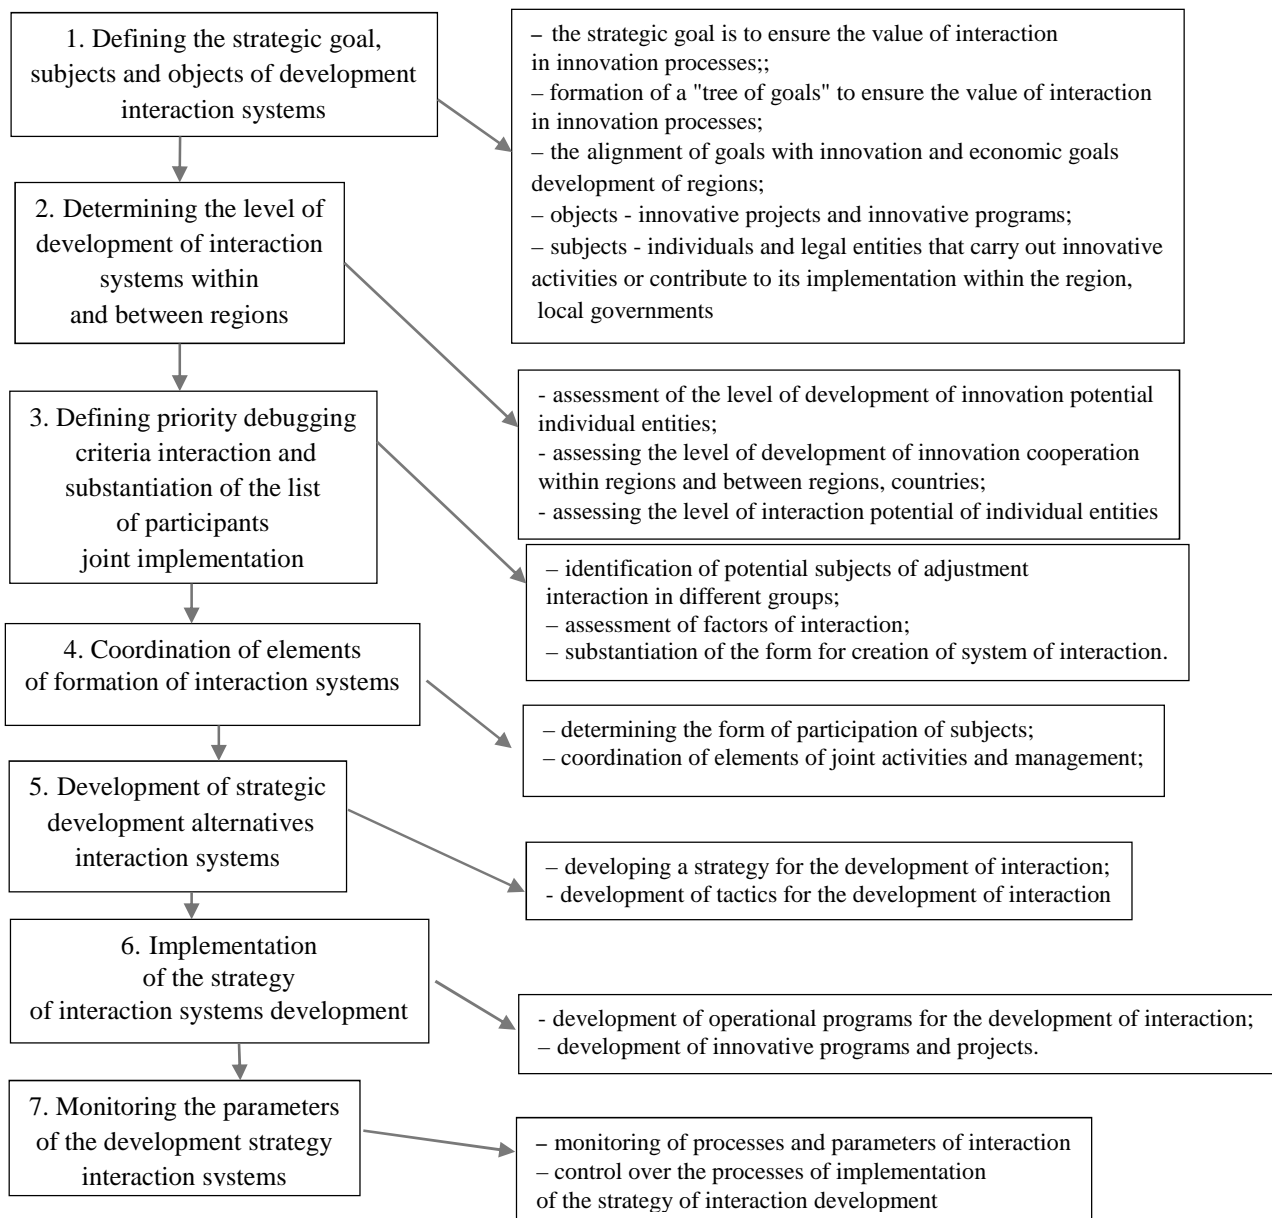 1. Defining the strategic goal,
subjects and objects of development
interaction systems
– the strategic goal is to ensure the value of interaction
in innovation processes;;
– formation of a "tree of goals" to ensure the value of interaction
in innovation processes;
– the alignment of goals with innovation and economic goals
development of regions;
– objects - innovative projects and innovative programs;
– subjects - individuals and legal entities that carry out innovative
activities or contribute to its implementation within the region,
local governments
2. Determining the level of
development of interaction
systems within
and between regions
- assessment of the level of development of innovation potential
individual entities;
- assessing the level of development of innovation cooperation
within regions and between regions, countries;
- assessing the level of interaction potential of individual entities
3. Defining priority debugging
criteria interaction and
substantiation of the list
of participants
joint implementation
– identification of potential subjects of adjustment
interaction in different groups;
– assessment of factors of interaction;
– substantiation of the form for creation of system of interaction.
4. Coordination of elements
of formation of interaction systems
– determining the form of participation of subjects;
– coordination of elements of joint activities and management;
5. Development of strategic
development alternatives
interaction systems
– developing a strategy for the development of interaction;
- development of tactics for the development of interaction
6. Implementation
of the strategy
of interaction systems development
- development of operational programs for the development of interaction;
– development of innovative programs and projects.
7. Monitoring the parameters
of the development strategy
interaction systems
– monitoring of processes and parameters of interaction
– control over the processes of implementation
of the strategy of interaction development